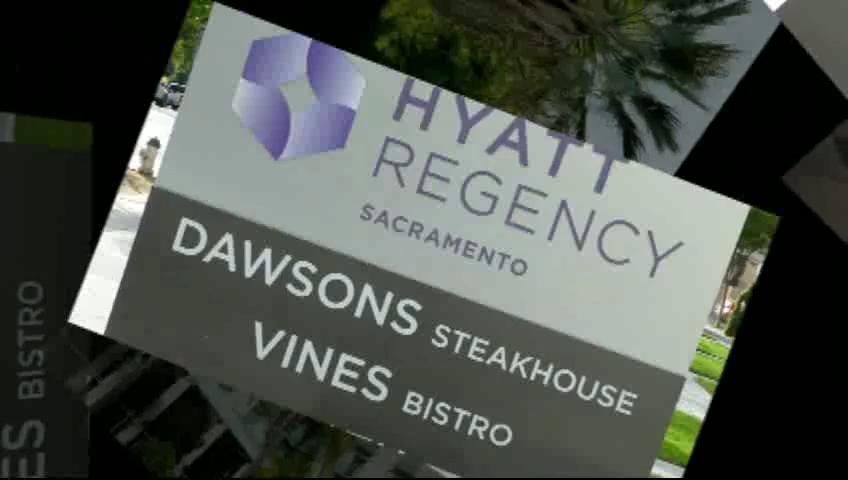 HYATT
REGENCY
SACRAMENTO
DAWSONS STEAKHOUSE
VINES BISTRO
ES BISTRO